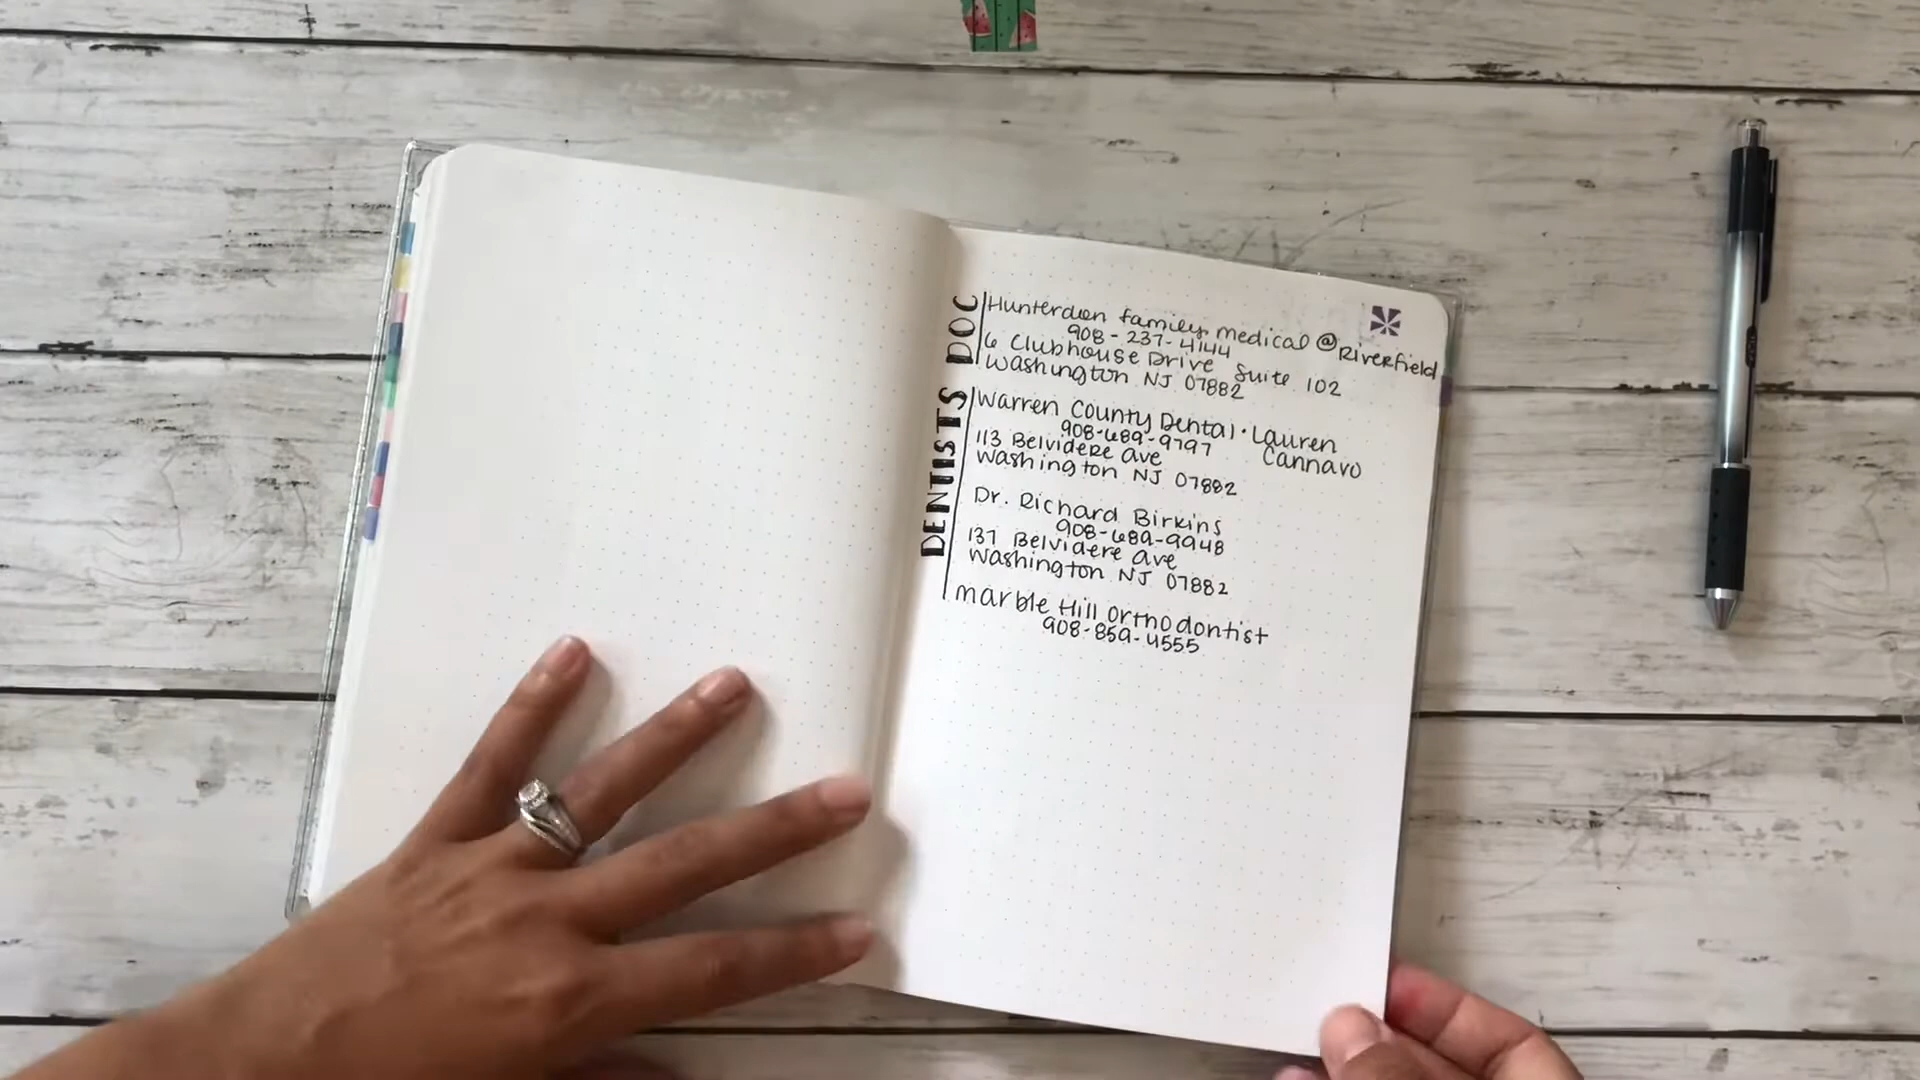 DOC
Hunterdon family medical @ Riverfield
908-237-4144
6 Clubhouse Drive Suite 102
Washington NJ 07882
DENTISTS
Warren County Dental · Lauren Cannavo
908-689-9797
113 Belvidere Ave
Washington NJ 07882
Dr. Richard Birkins
908-689-9948
137 Belvidere Ave
Washington NJ 07882
marble Hill Orthodontist
908-859-4555